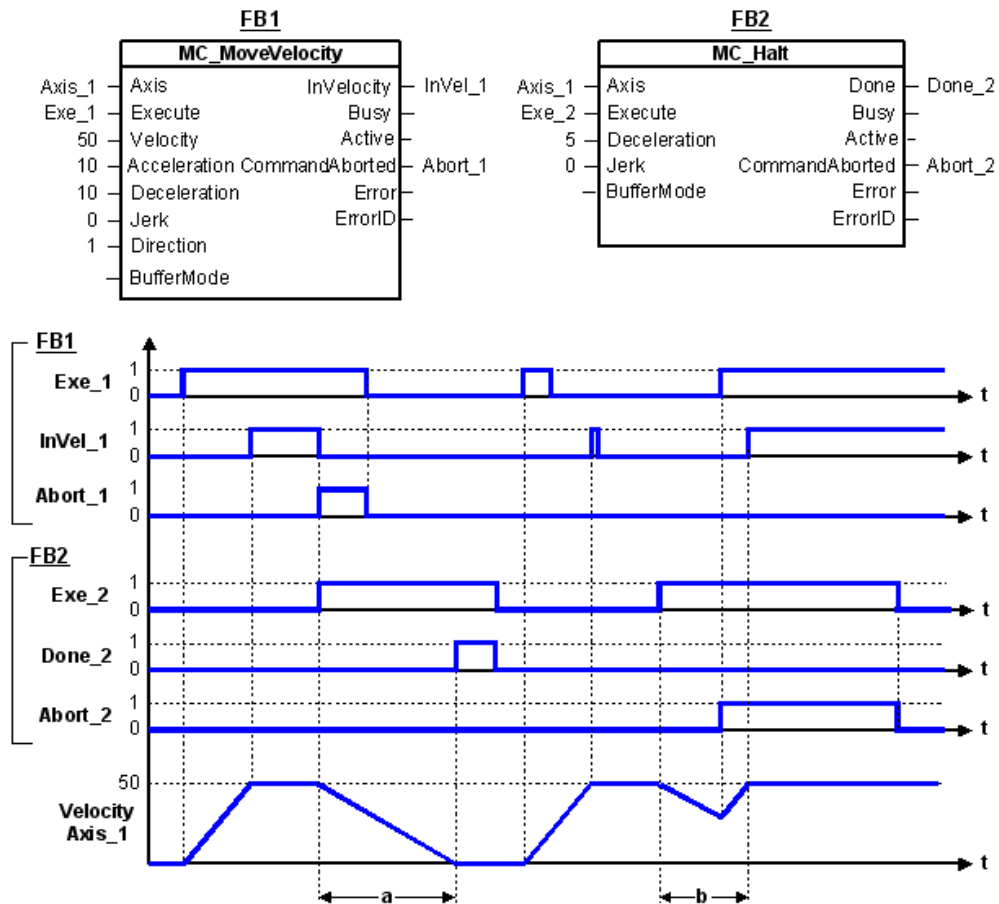 FB1 FB2
MC_MoveVelocity MC_Halt
Axis_1 Axis InVelocity InVel_1 Axis_1 Axis Done Done_2
Exe_1 Execute Busy Exe_2 Execute Busy
50 Velocity Active 5 Deceleration Active
10 Acceleration CommandAborted Abort_1 0 Jerk CommandAborted Abort_2
10 Deceleration Error BufferMode Error
0 Jerk ErrorID ErrorID
1 Direction
BufferMode
FB1
Exe_1 1 0 t
InVel_1 1 0 t
Abort_1 1 0 t
FB2
Exe_2 1 0 t
Done_2 1 0 t
Abort_2 1 0 t
50
Velocity
Axis_1 t
a b